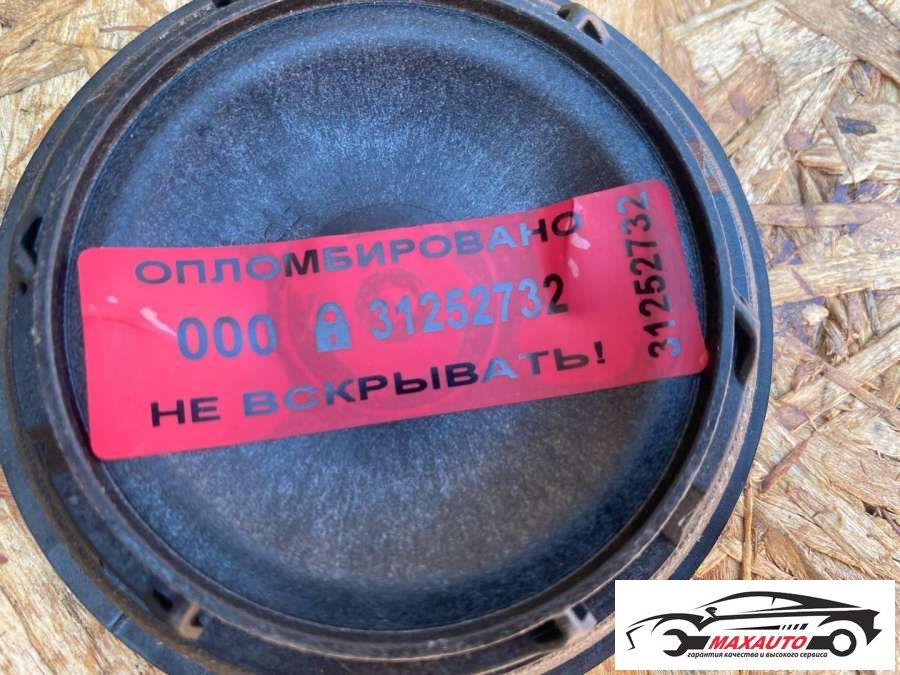 ОПЛОМБИРОВАНО
000 31252732
НЕ ВСКРЫВАТЬ!
31252732
MAXAUTO
гарантия качества и высокого сервиса